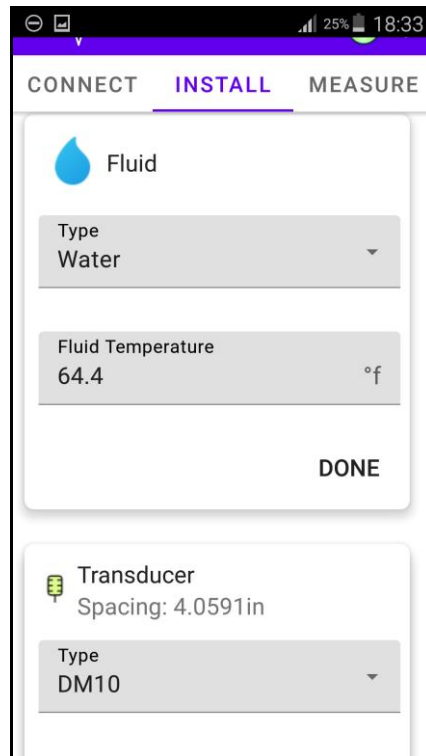 25% 18:33
CONNECT INSTALL MEASURE
Fluid
Type
Water
Fluid Temperature
64.4 °f
DONE
Transducer
Spacing: 4.0591in
Type
DM10